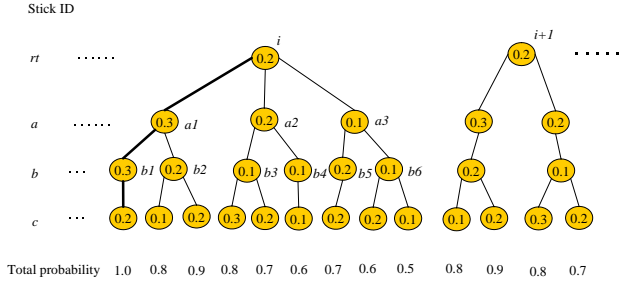 Stick ID
i i+1
rt ...... 0.2 0.2 .....
a ...... 0.3 a1 0.2 a2 0.1 a3 0.3 0.2
b ... 0.3 b1 0.2 b2 0.1 b3 0.1 b4 0.2 b5 0.1 b6 0.2 0.1
c ... 0.2 0.1 0.2 0.3 0.2 0.1 0.2 0.2 0.1 0.1 0.2 0.3 0.2
Total probability 1.0 0.8 0.9 0.8 0.7 0.6 0.7 0.6 0.5 0.8 0.9 0.8 0.7